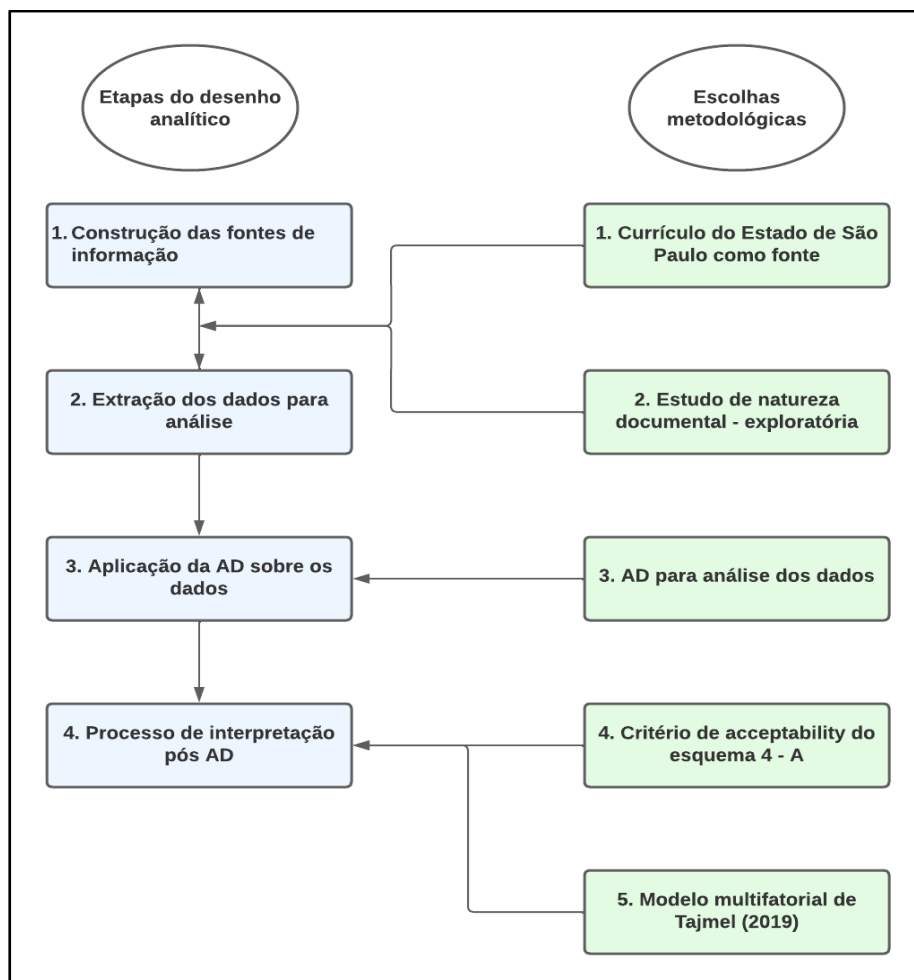 Etapas do desenho
analítico
Escolhas
metodológicas
1. Construção das fontes de
informação
1. Currículo do Estado de São
Paulo como fonte
2. Extração dos dados para
análise
2. Estudo de natureza
documental - exploratória
3. Aplicação da AD sobre os
dados
3. AD para análise dos dados
4. Processo de interpretação
pós AD
4. Critério de acceptability do
esquema 4 - A
5. Modelo multifatorial de
Tajmel (2019)